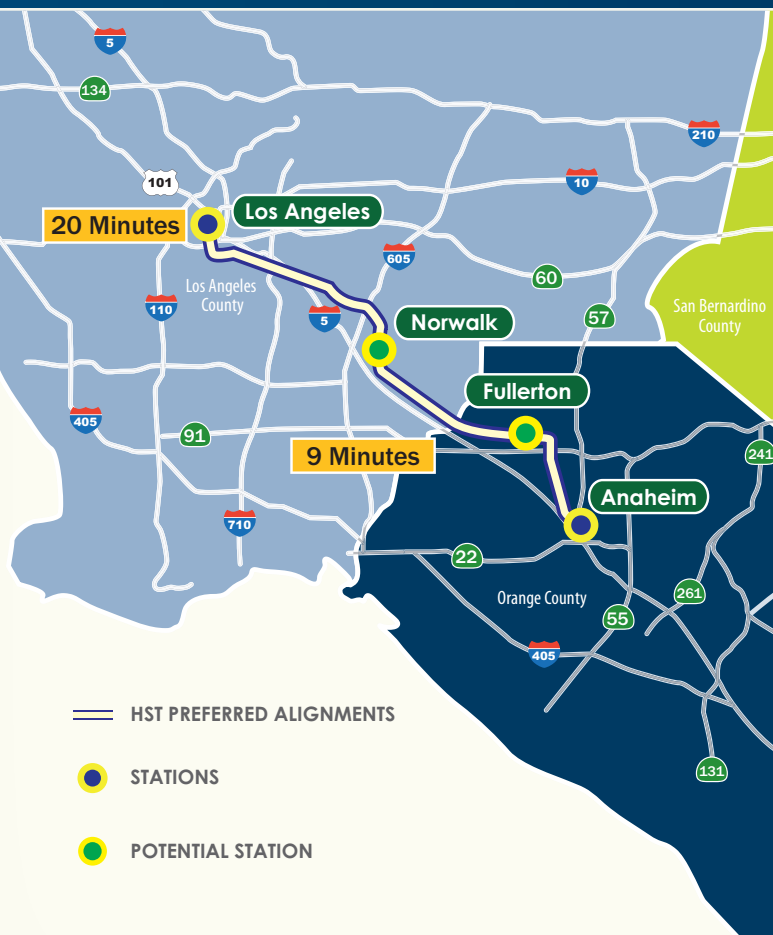 5
134
210
101
10
Los Angeles
20 Minutes
605
60
Los Angeles
County
110
5
57
San Bernardino
County
Norwalk
Fullerton
405
91
9 Minutes
241
Anaheim
710
22
261
Orange County
55
405
HST PREFERRED ALIGNMENTS
STATIONS
131
POTENTIAL STATION